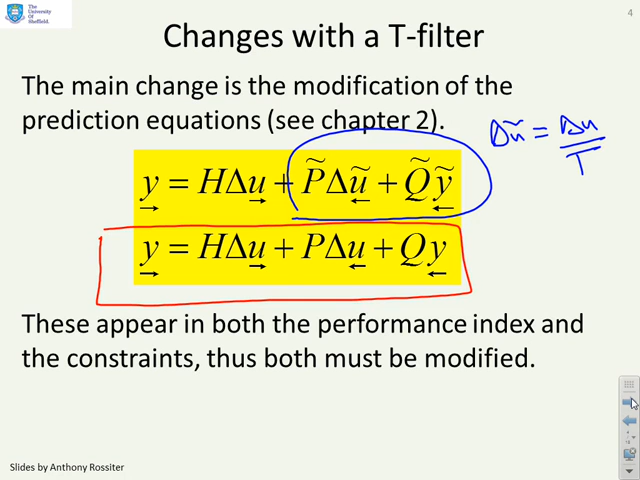 The
University
Of
Sheffield.
4
Changes with a T-filter
The main change is the modification of the
prediction equations (see chapter 2).
Δũ = Δu / T
y = HΔu + P̃Δũ + Q̃ỹ
y = HΔu + PΔu + Qy
These appear in both the performance index and
the constraints, thus both must be modified.
Slides by Anthony Rossiter